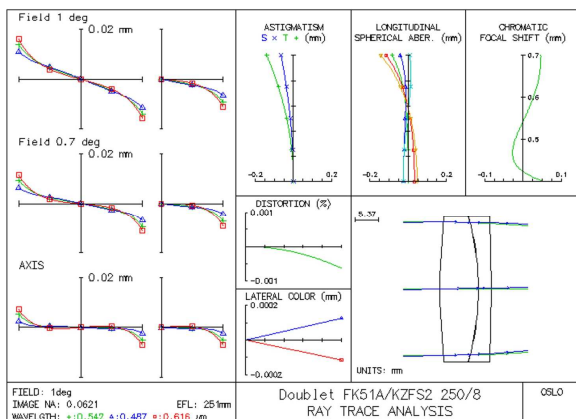 Field 1 deg
0.02 mm
Field 0.7 deg
0.02 mm
AXIS
0.02 mm
ASTIGMATISM
S × T + (mm)
-0.2
0.2
LONGITUDINAL
SPHERICAL ABER. (mm)
-0.2
0.2
CHROMATIC
FOCAL SHIFT (mm)
0.7
0.6
0.5
-0.1
0.1
DISTORTION (%)
0.001
-0.001
LATERAL COLOR (mm)
0.0002
-0.0002
5.37
UNITS: mm
FIELD: 1deg
IMAGE NA: 0.0621 EFL: 251mm
WAVELGTH: +:0.547 △:0.487 □:0.616 μm
Doublet FK51A/KZFS2 250/8
RAY TRACE ANALYSIS
OSLO